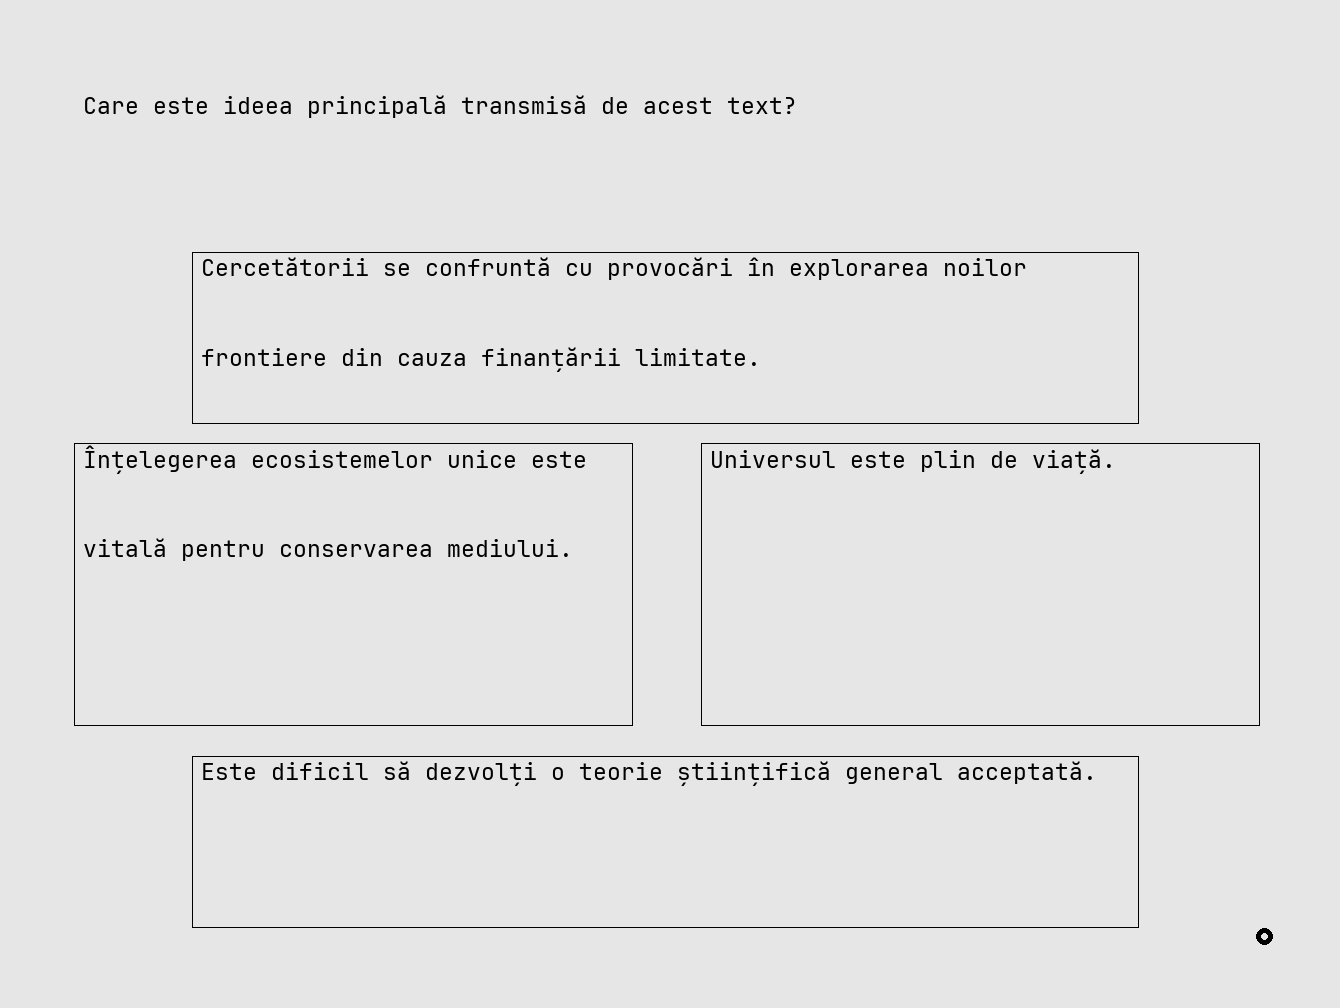 Care este ideea principală transmisă de acest text?
Cercetătorii se confruntă cu provocări în explorarea noilor
frontiere din cauza finanțării limitate.
Înțelegerea ecosistemelor unice este
vitală pentru conservarea mediului.
Universul este plin de viață.
Este dificil să dezvolți o teorie științifică general acceptată.